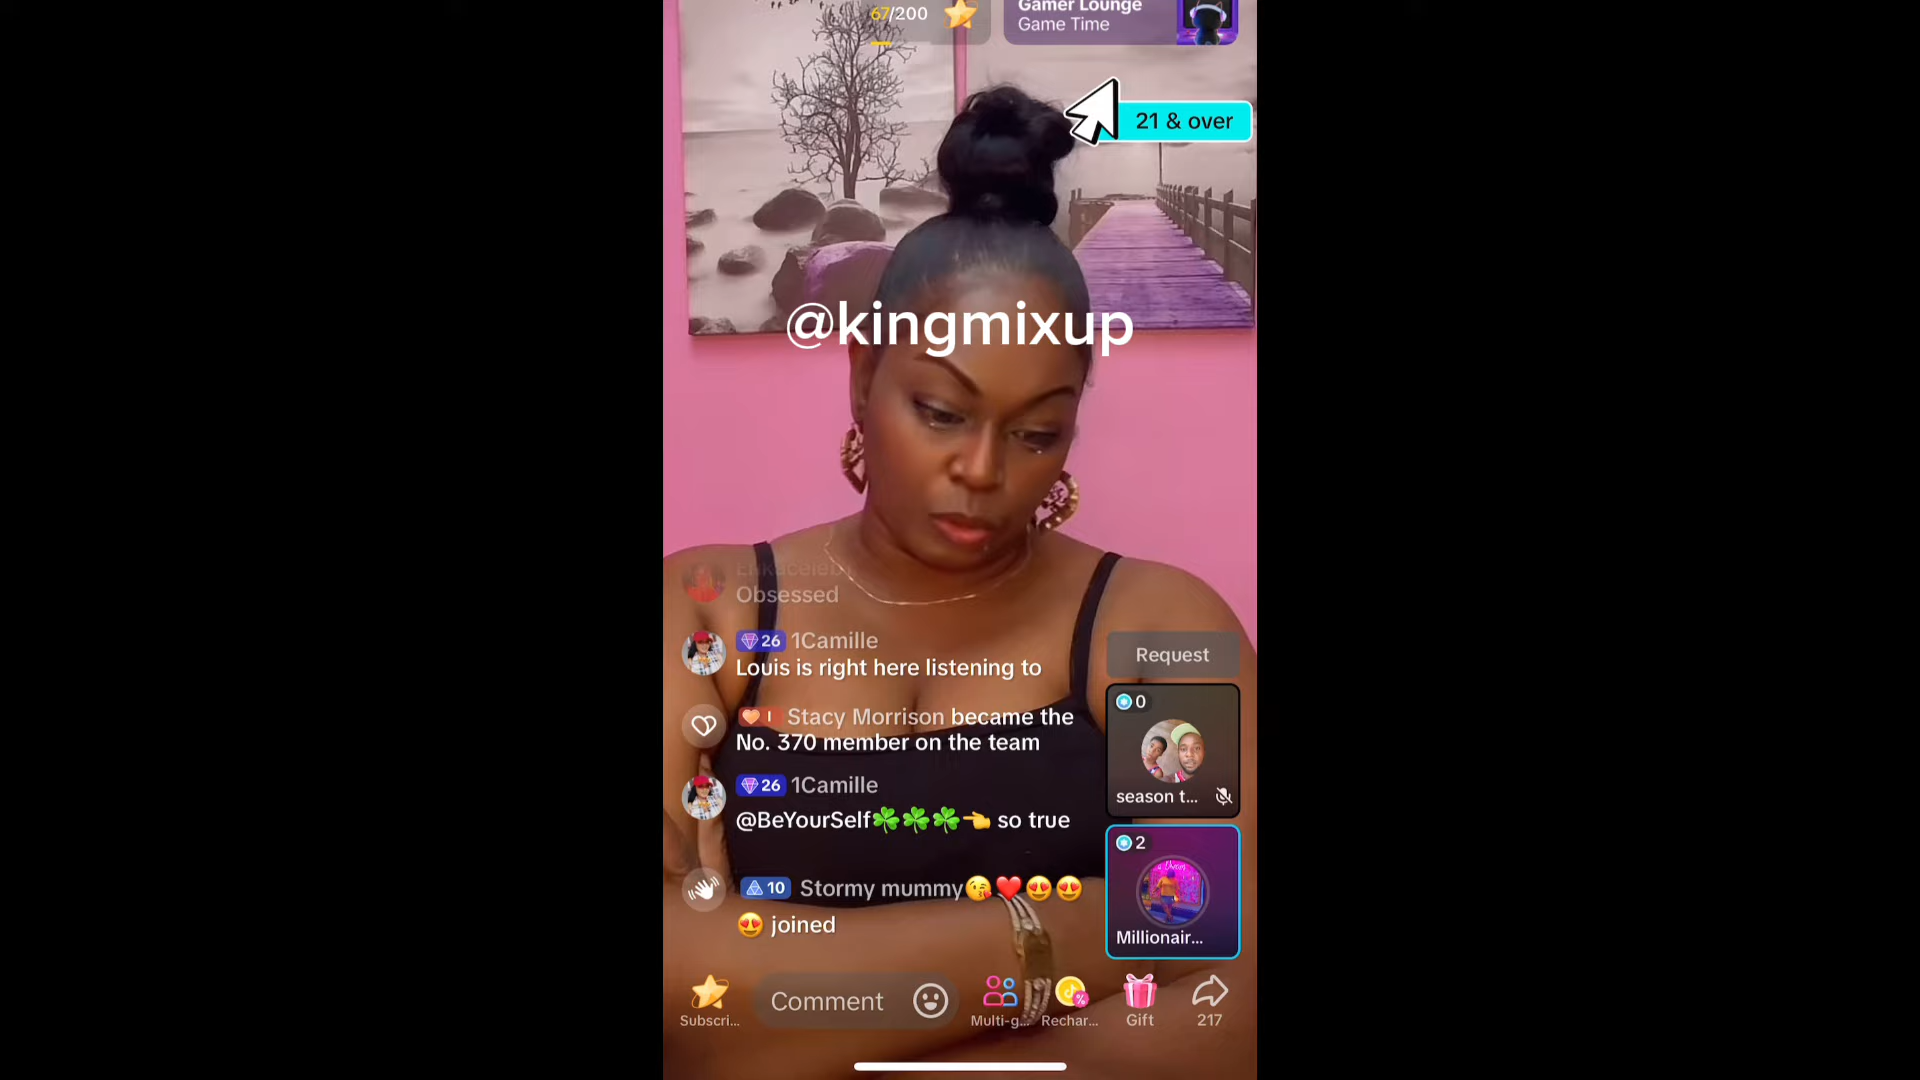 67/200
Gamer Lounge
Game Time
21 & over
@kingmixup
Obsessed
26 1Camille
Louis is right here listening to
I Stacy Morrison became the
No. 370 member on the team
26 1Camille
@BeYourSelf☘️☘️☘️👈 so true
10 Stormy mummy😘❤️😍😍
😍 joined
Request
0
season t...
2
Millionair...
Subscri...
Comment
Multi-g...
Rechar...
Gift
217